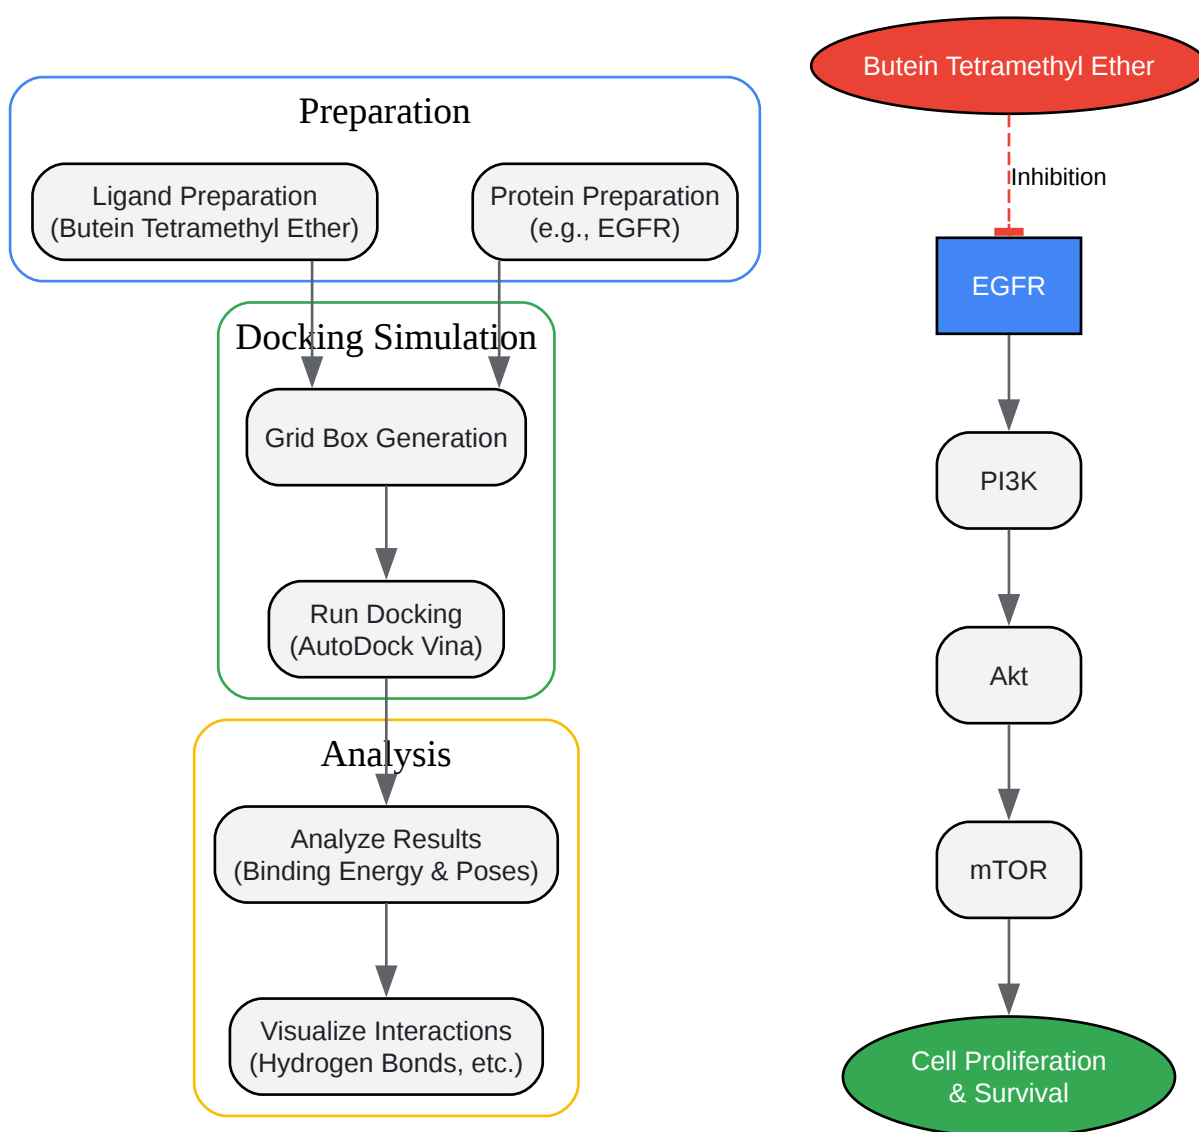 Preparation
Ligand Preparation
(Butein Tetramethyl Ether)
Protein Preparation
(e.g., EGFR)
Docking Simulation
Grid Box Generation
Run Docking
(AutoDock Vina)
Analysis
Analyze Results
(Binding Energy & Poses)
Visualize Interactions
(Hydrogen Bonds, etc.)
Butein Tetramethyl Ether
Inhibition
EGFR
PI3K
Akt
mTOR
Cell Proliferation
& Survival